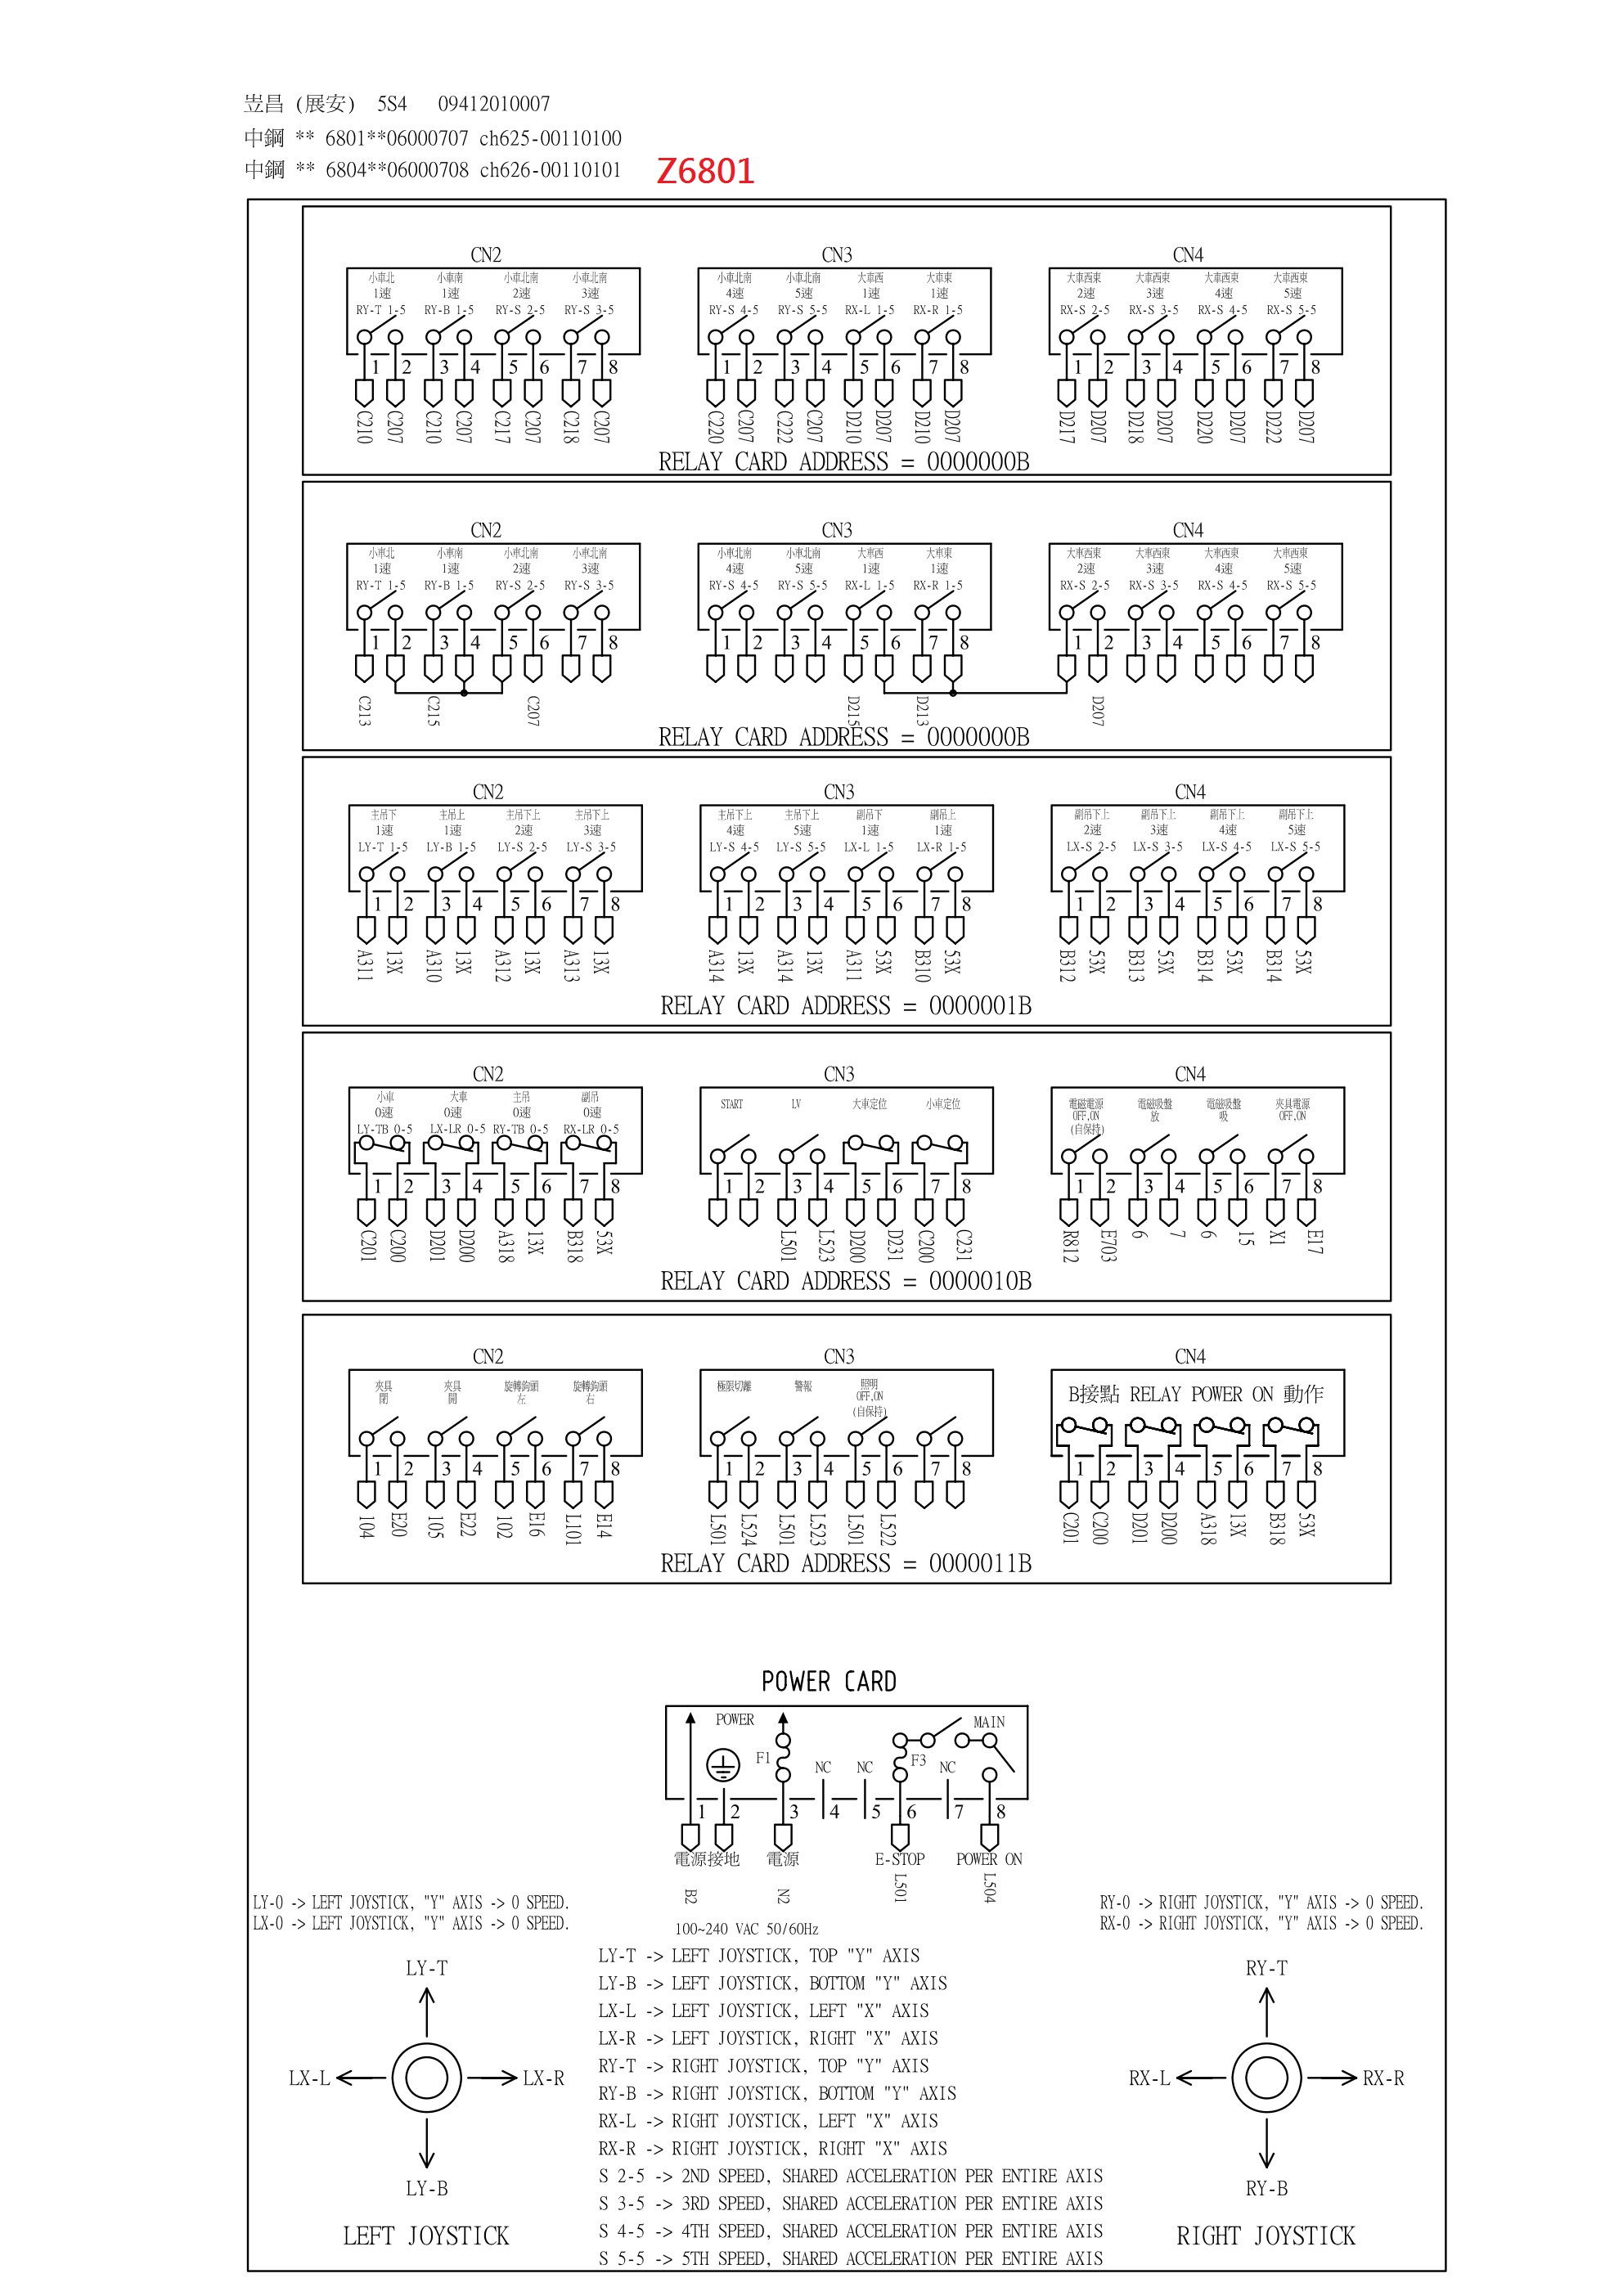 岦昌 (展安) 5S4 09412010007
中鋼 ** 6801**06000707 ch625-00110100
中鋼 ** 6804**06000708 ch626-00110101 Z6801
CN2 CN3 CN4
小車北 小車南 小車北南 小車北南 小車北南 小車北南 大車西 大車東 大車西東 大車西東 大車西東 大車西東
1速 1速 2速 3速 4速 5速 1速 1速 2速 3速 4速 5速
RY-T 1-5 RY-B 1-5 RY-S 2-5 RY-S 3-5 RY-S 4-5 RY-S 5-5 RX-L 1-5 RX-R 1-5 RX-S 2-5 RX-S 3-5 RX-S 4-5 RX-S 5-5
1 2 3 4 5 6 7 8 1 2 3 4 5 6 7 8 1 2 3 4 5 6 7 8
C210 C207 C210 C207 C217 C207 C218 C207 C220 C207 C222 C207 D210 D207 D210 D207 D217 D207 D218 D207 D220 D207 D222 D207
RELAY CARD ADDRESS = 0000000B
CN2 CN3 CN4
小車北 小車南 小車北南 小車北南 小車北南 小車北南 大車西 大車東 大車西東 大車西東 大車西東 大車西東
1速 1速 2速 3速 4速 5速 1速 1速 2速 3速 4速 5速
RY-T 1-5 RY-B 1-5 RY-S 2-5 RY-S 3-5 RY-S 4-5 RY-S 5-5 RX-L 1-5 RX-R 1-5 RX-S 2-5 RX-S 3-5 RX-S 4-5 RX-S 5-5
1 2 3 4 5 6 7 8 1 2 3 4 5 6 7 8 1 2 3 4 5 6 7 8
C213 C215 C207 D215 D213 D207
RELAY CARD ADDRESS = 0000000B
CN2 CN3 CN4
主吊下 主吊上 主吊下上 主吊下上 主吊下上 主吊下上 副吊下 副吊上 副吊下上 副吊下上 副吊下上 副吊下上
1速 1速 2速 3速 4速 5速 1速 1速 2速 3速 4速 5速
LY-T 1-5 LY-B 1-5 LY-S 2-5 LY-S 3-5 LY-S 4-5 LY-S 5-5 LX-L 1-5 LX-R 1-5 LX-S 2-5 LX-S 3-5 LX-S 4-5 LX-S 5-5
1 2 3 4 5 6 7 8 1 2 3 4 5 6 7 8 1 2 3 4 5 6 7 8
A311 13X A310 13X A312 13X A313 13X A314 13X A314 13X A311 53X B310 53X B312 53X B313 53X B314 53X B314 53X
RELAY CARD ADDRESS = 0000001B
CN2 CN3 CN4
小車 大車 主吊 副吊 START LV 大車定位 小車定位 電磁電源 電磁吸盤 電磁吸盤 夾具電源
0速 0速 0速 0速 OFF,ON 放 吸 OFF,ON
LY-TB 0-5 LX-LR 0-5 RY-TB 0-5 RX-LR 0-5 (自保持)
1 2 3 4 5 6 7 8 1 2 3 4 5 6 7 8 1 2 3 4 5 6 7 8
C201 C200 D201 D200 A318 13X B318 53X L501 L523 D200 D231 C200 C231 R812 E703 6 7 6 15 X1 E17
RELAY CARD ADDRESS = 0000010B
CN2 CN3 CN4
夾具 夾具 旋轉鉤頭 旋轉鉤頭 極限切離 警報 照明
閉 開 左 右 OFF,ON
(自保持)
B接點 RELAY POWER ON 動作
1 2 3 4 5 6 7 8 1 2 3 4 5 6 7 8 1 2 3 4 5 6 7 8
104 E20 105 E22 102 E16 L101 E14 L501 L524 L501 L523 L501 L522 C201 C200 D201 D200 A318 13X B318 53X
RELAY CARD ADDRESS = 0000011B
POWER CARD
POWER MAIN
F1 NC NC F3 NC
1 2 3 4 5 6 7 8
電源接地 電源 E-STOP POWER ON
B2 N2 L501 L504
100~240 VAC 50/60Hz
LY-0 -> LEFT JOYSTICK, "Y" AXIS -> 0 SPEED.
LX-0 -> LEFT JOYSTICK, "Y" AXIS -> 0 SPEED.
RY-0 -> RIGHT JOYSTICK, "Y" AXIS -> 0 SPEED.
RX-0 -> RIGHT JOYSTICK, "Y" AXIS -> 0 SPEED.
LY-T
LX-L LX-R
LY-B
LEFT JOYSTICK
LY-T -> LEFT JOYSTICK, TOP "Y" AXIS
LY-B -> LEFT JOYSTICK, BOTTOM "Y" AXIS
LX-L -> LEFT JOYSTICK, LEFT "X" AXIS
LX-R -> LEFT JOYSTICK, RIGHT "X" AXIS
RY-T -> RIGHT JOYSTICK, TOP "Y" AXIS
RY-B -> RIGHT JOYSTICK, BOTTOM "Y" AXIS
RX-L -> RIGHT JOYSTICK, LEFT "X" AXIS
RX-R -> RIGHT JOYSTICK, RIGHT "X" AXIS
S 2-5 -> 2ND SPEED, SHARED ACCELERATION PER ENTIRE AXIS
S 3-5 -> 3RD SPEED, SHARED ACCELERATION PER ENTIRE AXIS
S 4-5 -> 4TH SPEED, SHARED ACCELERATION PER ENTIRE AXIS
S 5-5 -> 5TH SPEED, SHARED ACCELERATION PER ENTIRE AXIS
RY-T
RX-L RX-R
RY-B
RIGHT JOYSTICK